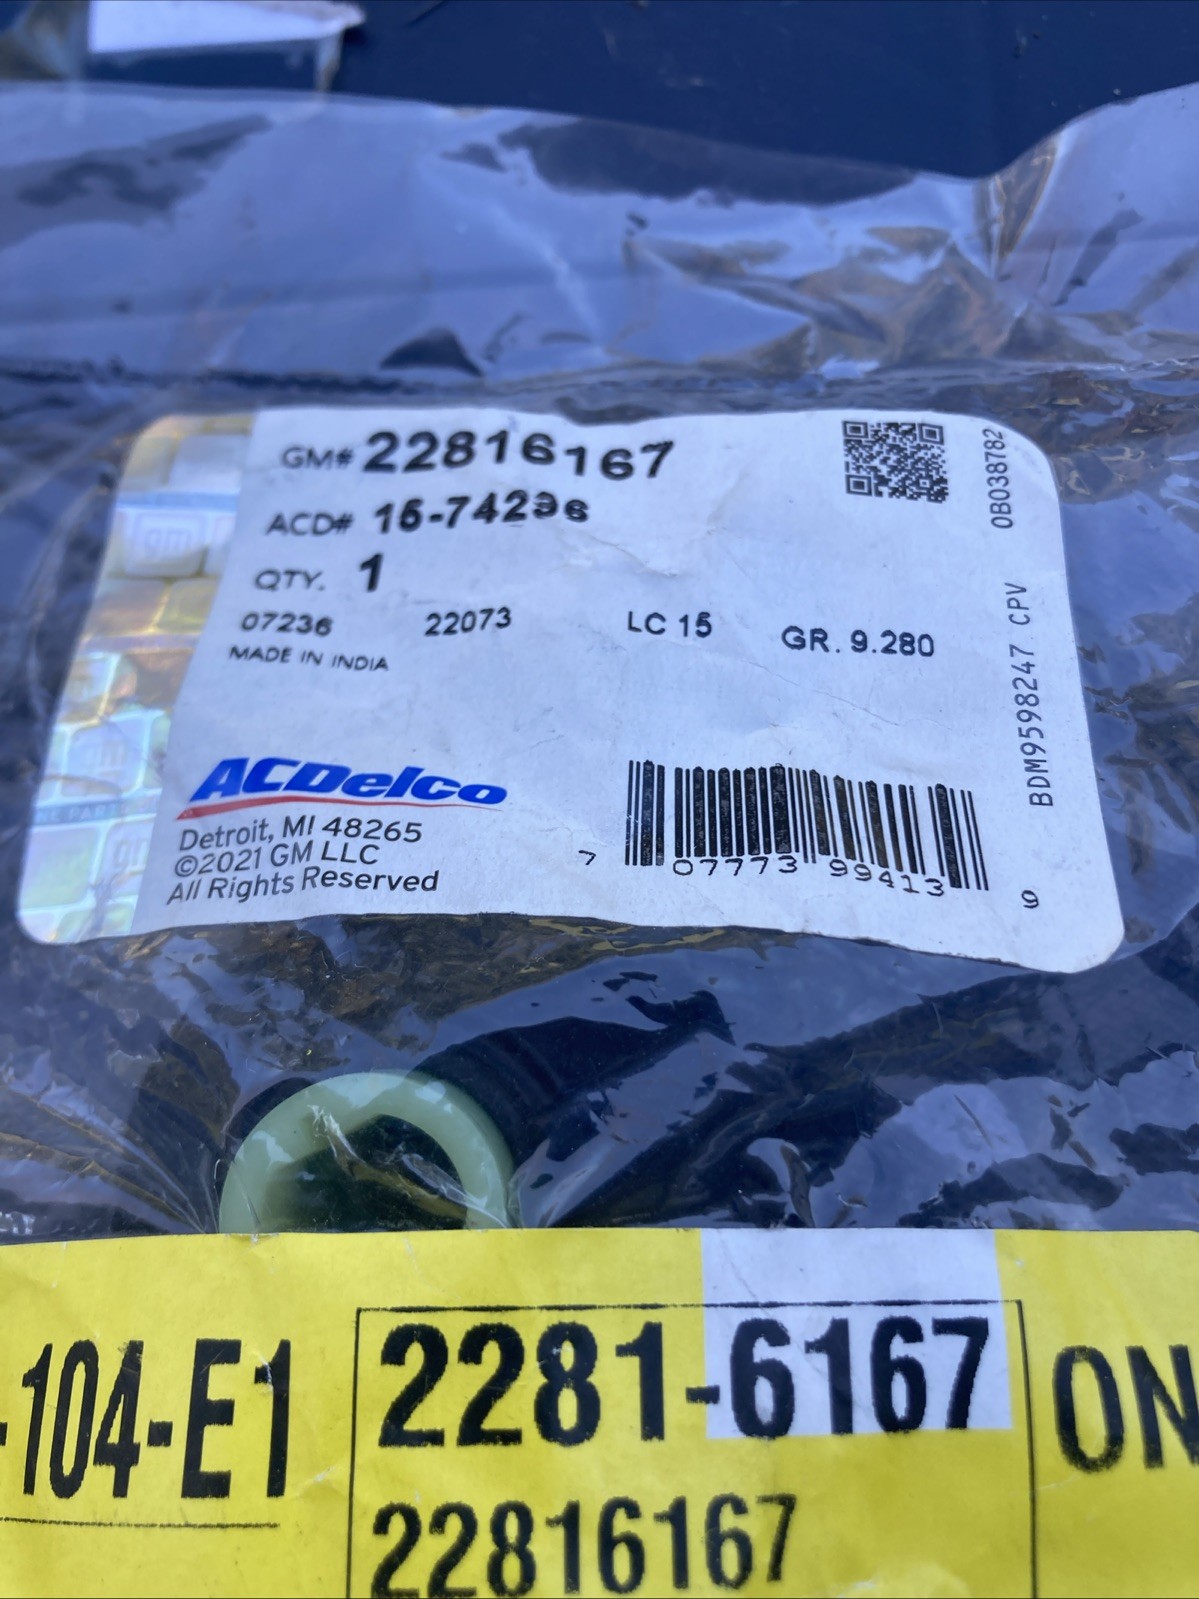 GM# 22816167
ACD# 15-74236
QTY. 1
07236 22073 LC 15 GR. 9.280
MADE IN INDIA
0B038782
BDM9598247 CPV
ACDelco
Detroit, MI 48265
©2021 GM LLC
All Rights Reserved
7 07773 99413 9
-104-E1
2281-6167
22816167
ON